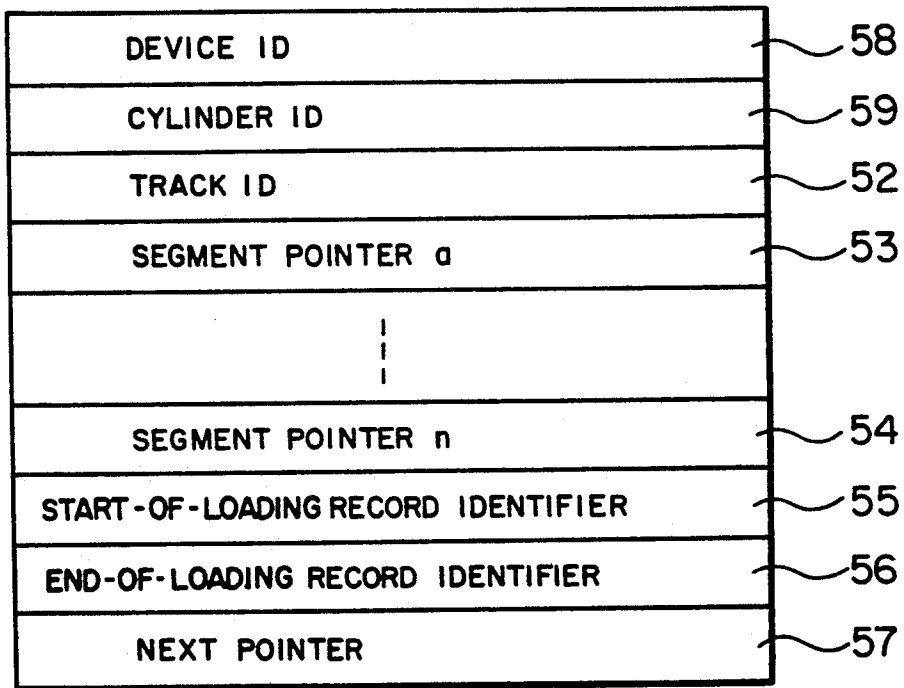 DEVICE ID 58
CYLINDER ID 59
TRACK ID 52
SEGMENT POINTER a 53
SEGMENT POINTER n 54
START-OF-LOADING RECORD IDENTIFIER 55
END-OF-LOADING RECORD IDENTIFIER 56
NEXT POINTER 57